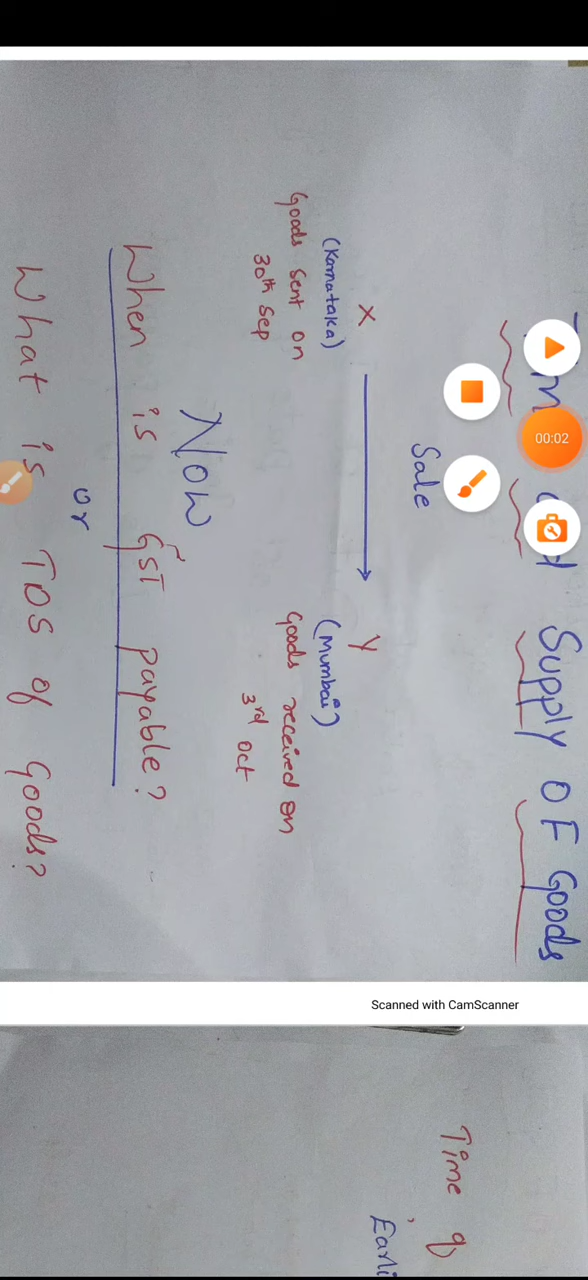 Supply OF Goods
Sale
X
Y
(Karnataka)
(Mumbai)
Goods Sent on
30th Sep
Goods received on
3rd Oct
NOW
When is GST payable?
or
What is TOS of Goods?
Scanned with CamScanner
Time of
00:02